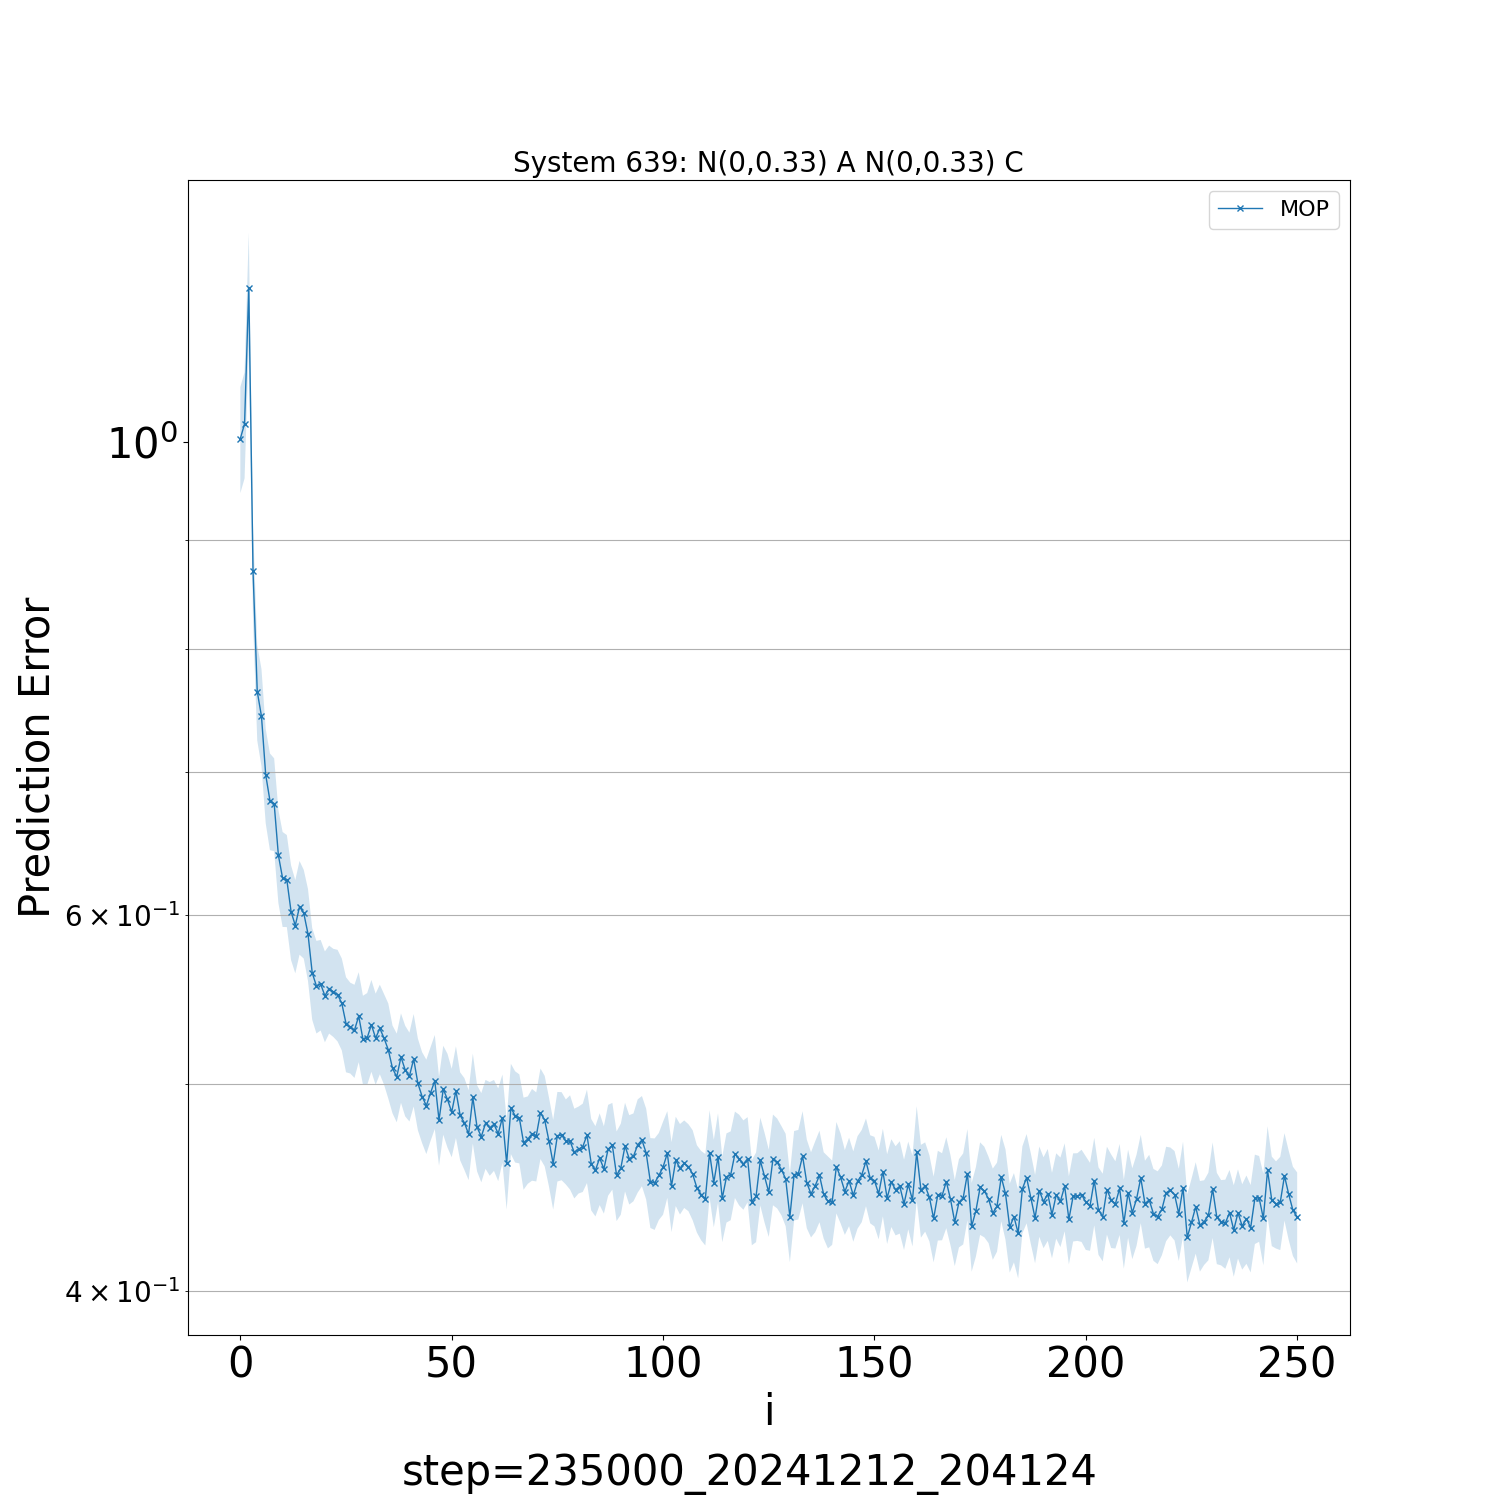 System 639: N(0,0.33) A N(0,0.33) C
MOP
10⁰
6 × 10⁻¹
4 × 10⁻¹
Prediction Error
0 50 100 150 200 250
i
step=235000_20241212_204124